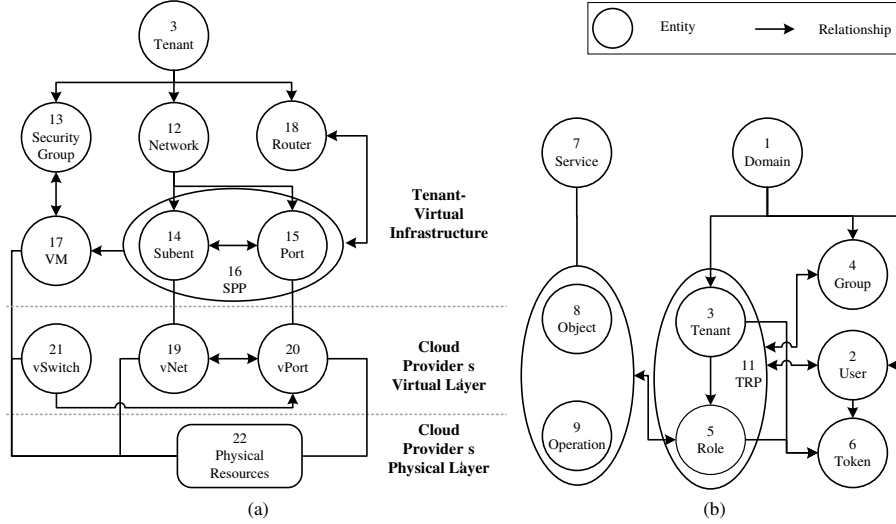 3
Tenant
13
Security
Group
12
Network
18
Router
17
VM
14
Subent
15
Port
16
SPP
Tenant-
Virtual
Infrastructure
21
vSwitch
19
vNet
20
vPort
Cloud
Provider s
Virtual Layer
22
Physical
Resources
Cloud
Provider s
Physical Layer
(a)
Entity
Relationship
7
Service
1
Domain
8
Object
3
Tenant
4
Group
11
TRP
2
User
9
Operation
5
Role
6
Token
(b)